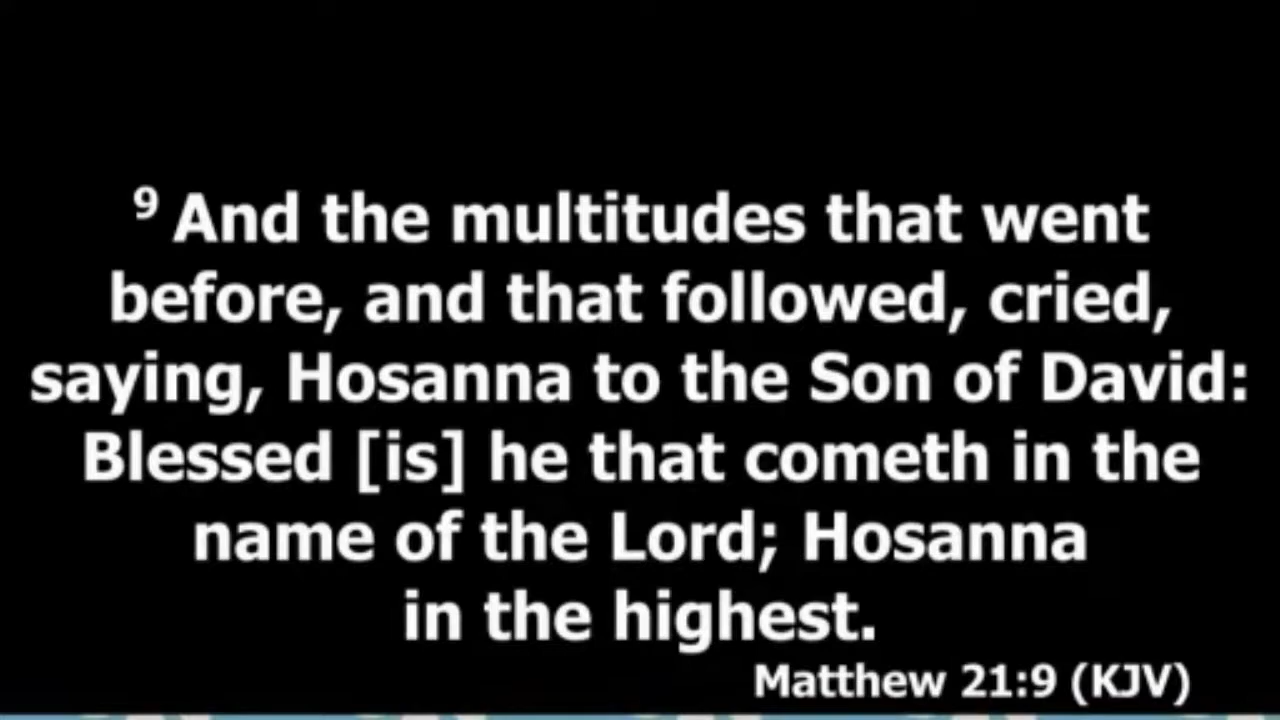 9 And the multitudes that went
before, and that followed, cried,
saying, Hosanna to the Son of David:
Blessed [is] he that cometh in the
name of the Lord; Hosanna
in the highest.
Matthew 21:9 (KJV)